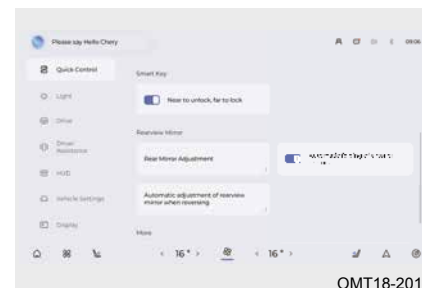 Please say Hello Chery
09:06
Quick Control
Smart Key
Light
Near to unlock, far to lock
Drive
Rearview Mirror
Driver
Assistance
Rear Mirror Adjustment
HUD
Vehicle Settings
Automatic adjustment of rearview
mirror when reversing
Display
More
16°
16°
OMT18-201